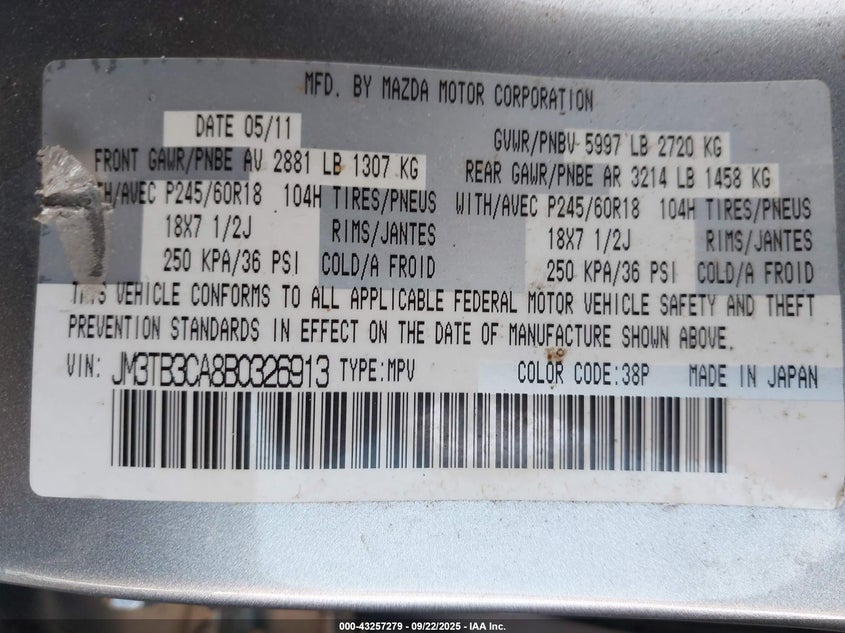 MFD. BY MAZDA MOTOR CORPORATION
DATE 05/11 GVWR/PNBV 5997 LB 2720 KG
FRONT GAWR/PNBE AV 2881 LB 1307 KG REAR GAWR/PNBE AR 3214 LB 1458 KG
TH/AVEC P245/60R18 104H TIRES/PNEUS WITH/AVEC P245/60R18 104H TIRES/PNEUS
18X7 1/2J RIMS/JANTES 18X7 1/2J RIMS/JANTES
250 KPA/36 PSI COLD/A FROID 250 KPA/36 PSI COLD/A FROID
THIS VEHICLE CONFORMS TO ALL APPLICABLE FEDERAL MOTOR VEHICLE SAFETY AND THEFT
PREVENTION STANDARDS IN EFFECT ON THE DATE OF MANUFACTURE SHOWN ABOVE.
VIN: JM3TB3CA8B0326913 TYPE:MPV COLOR CODE:38P MADE IN JAPAN
000-43257279 - 09/22/2025 - IAA Inc.